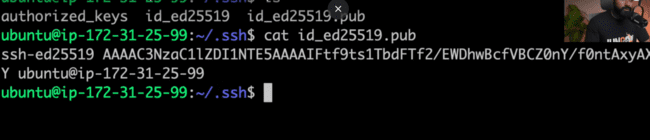 authorized_keys  id_ed25519  id_ed25519.pub
ubuntu@ip-172-31-25-99:~/.ssh$ cat id_ed25519.pub
ssh-ed25519 AAAAC3NzaC1lZDI1NTE5AAAAIFtf9ts1TbdFTf2/EWDhwBcfVBCZ0nY/f0ntAxyAX
Y ubuntu@ip-172-31-25-99
ubuntu@ip-172-31-25-99:~/.ssh$